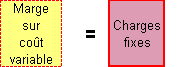 Marge
sur
coût
variable
=
Charges
fixes